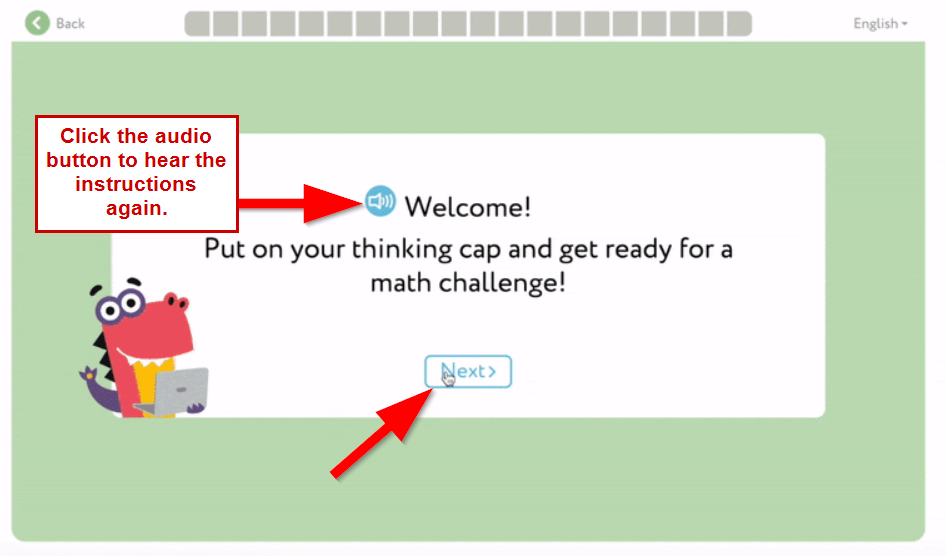 Back
English
Click the audio
button to hear the
instructions
again.
Welcome!
Put on your thinking cap and get ready for a
math challenge!
Next>